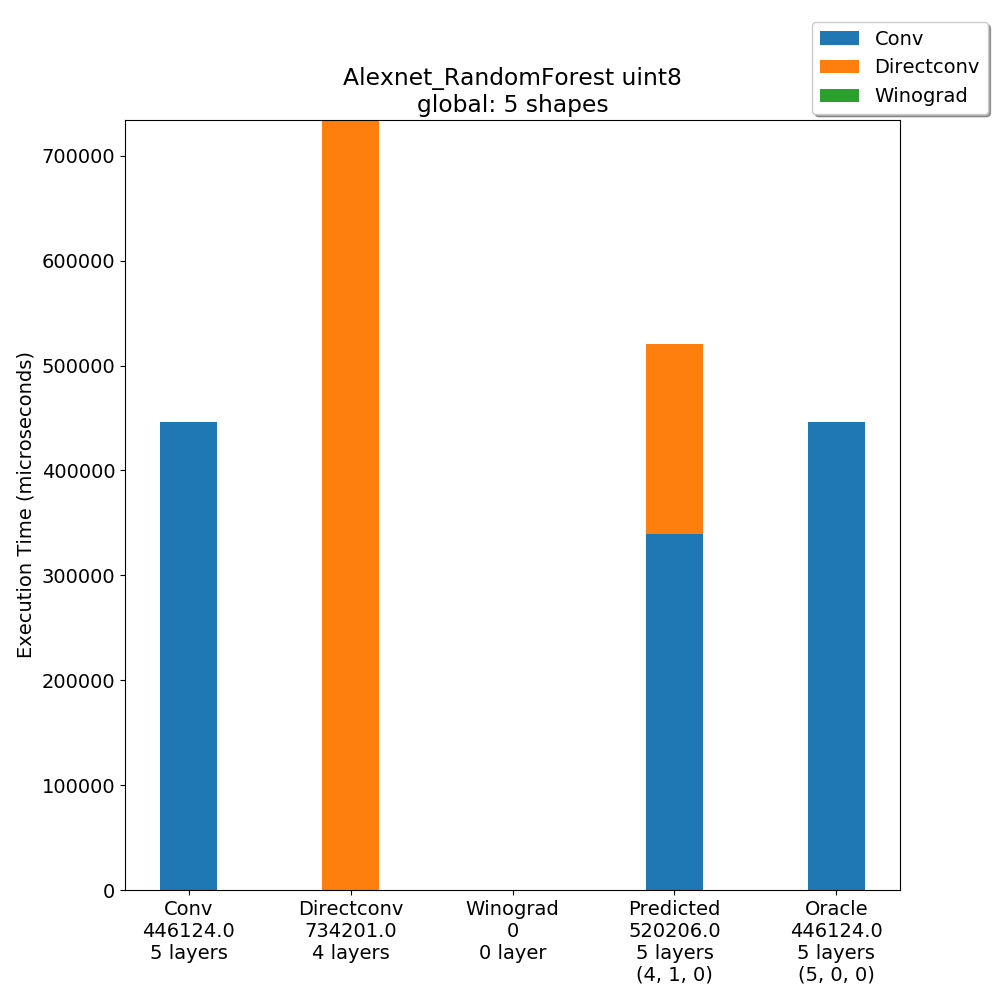 Conv
Directconv
Winograd
Alexnet_RandomForest uint8
global: 5 shapes
Execution Time (microseconds)
700000
600000
500000
400000
300000
200000
100000
0
Conv
446124.0
5 layers
Directconv
734201.0
4 layers
Winograd
0
0 layer
Predicted
520206.0
5 layers
(4, 1, 0)
Oracle
446124.0
5 layers
(5, 0, 0)